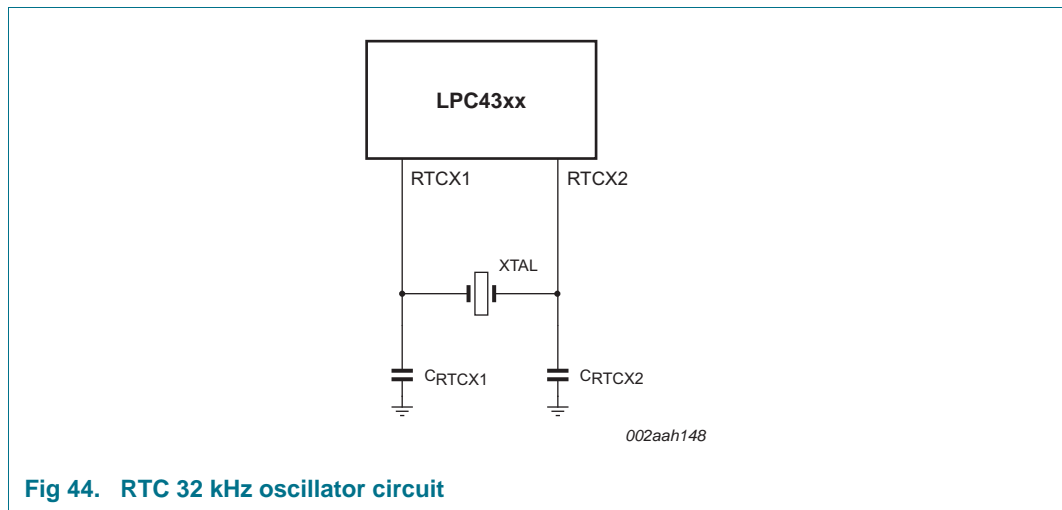 LPC43xx
RTCX1 RTCX2
XTAL
CRTCX1 CRTCX2
002aah148
Fig 44. RTC 32 kHz oscillator circuit